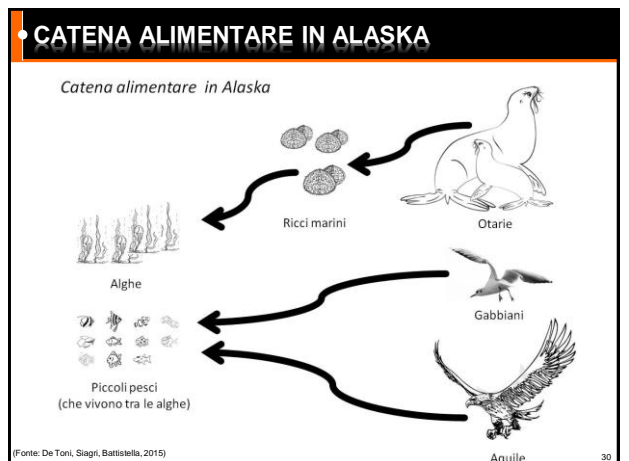 CATENA ALIMENTARE IN ALASKA
Catena alimentare in Alaska
Ricci marini
Otarie
Alghe
Gabbiani
Piccoli pesci
(che vivono tra le alghe)
Aquile
(Fonte: De Toni, Siagri, Battistella, 2015)
30